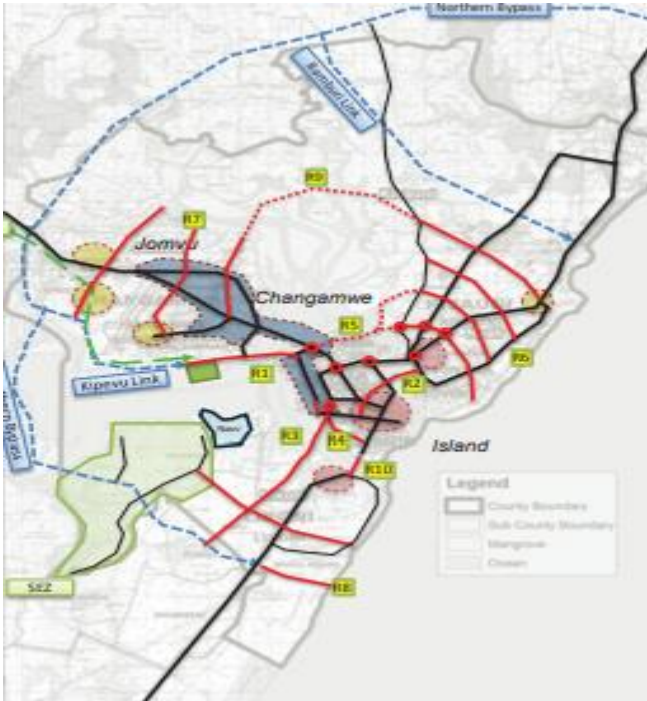 Northern Bypass
Bamburi Link
R9
R7
Jomvu
Changamwe
R5
Kipevu Link
R1
R2
R6
R3
R4
Island
R10
Legend
County Boundary
Sub-County Boundary
Mangrove
Ocean
SEZ
R8